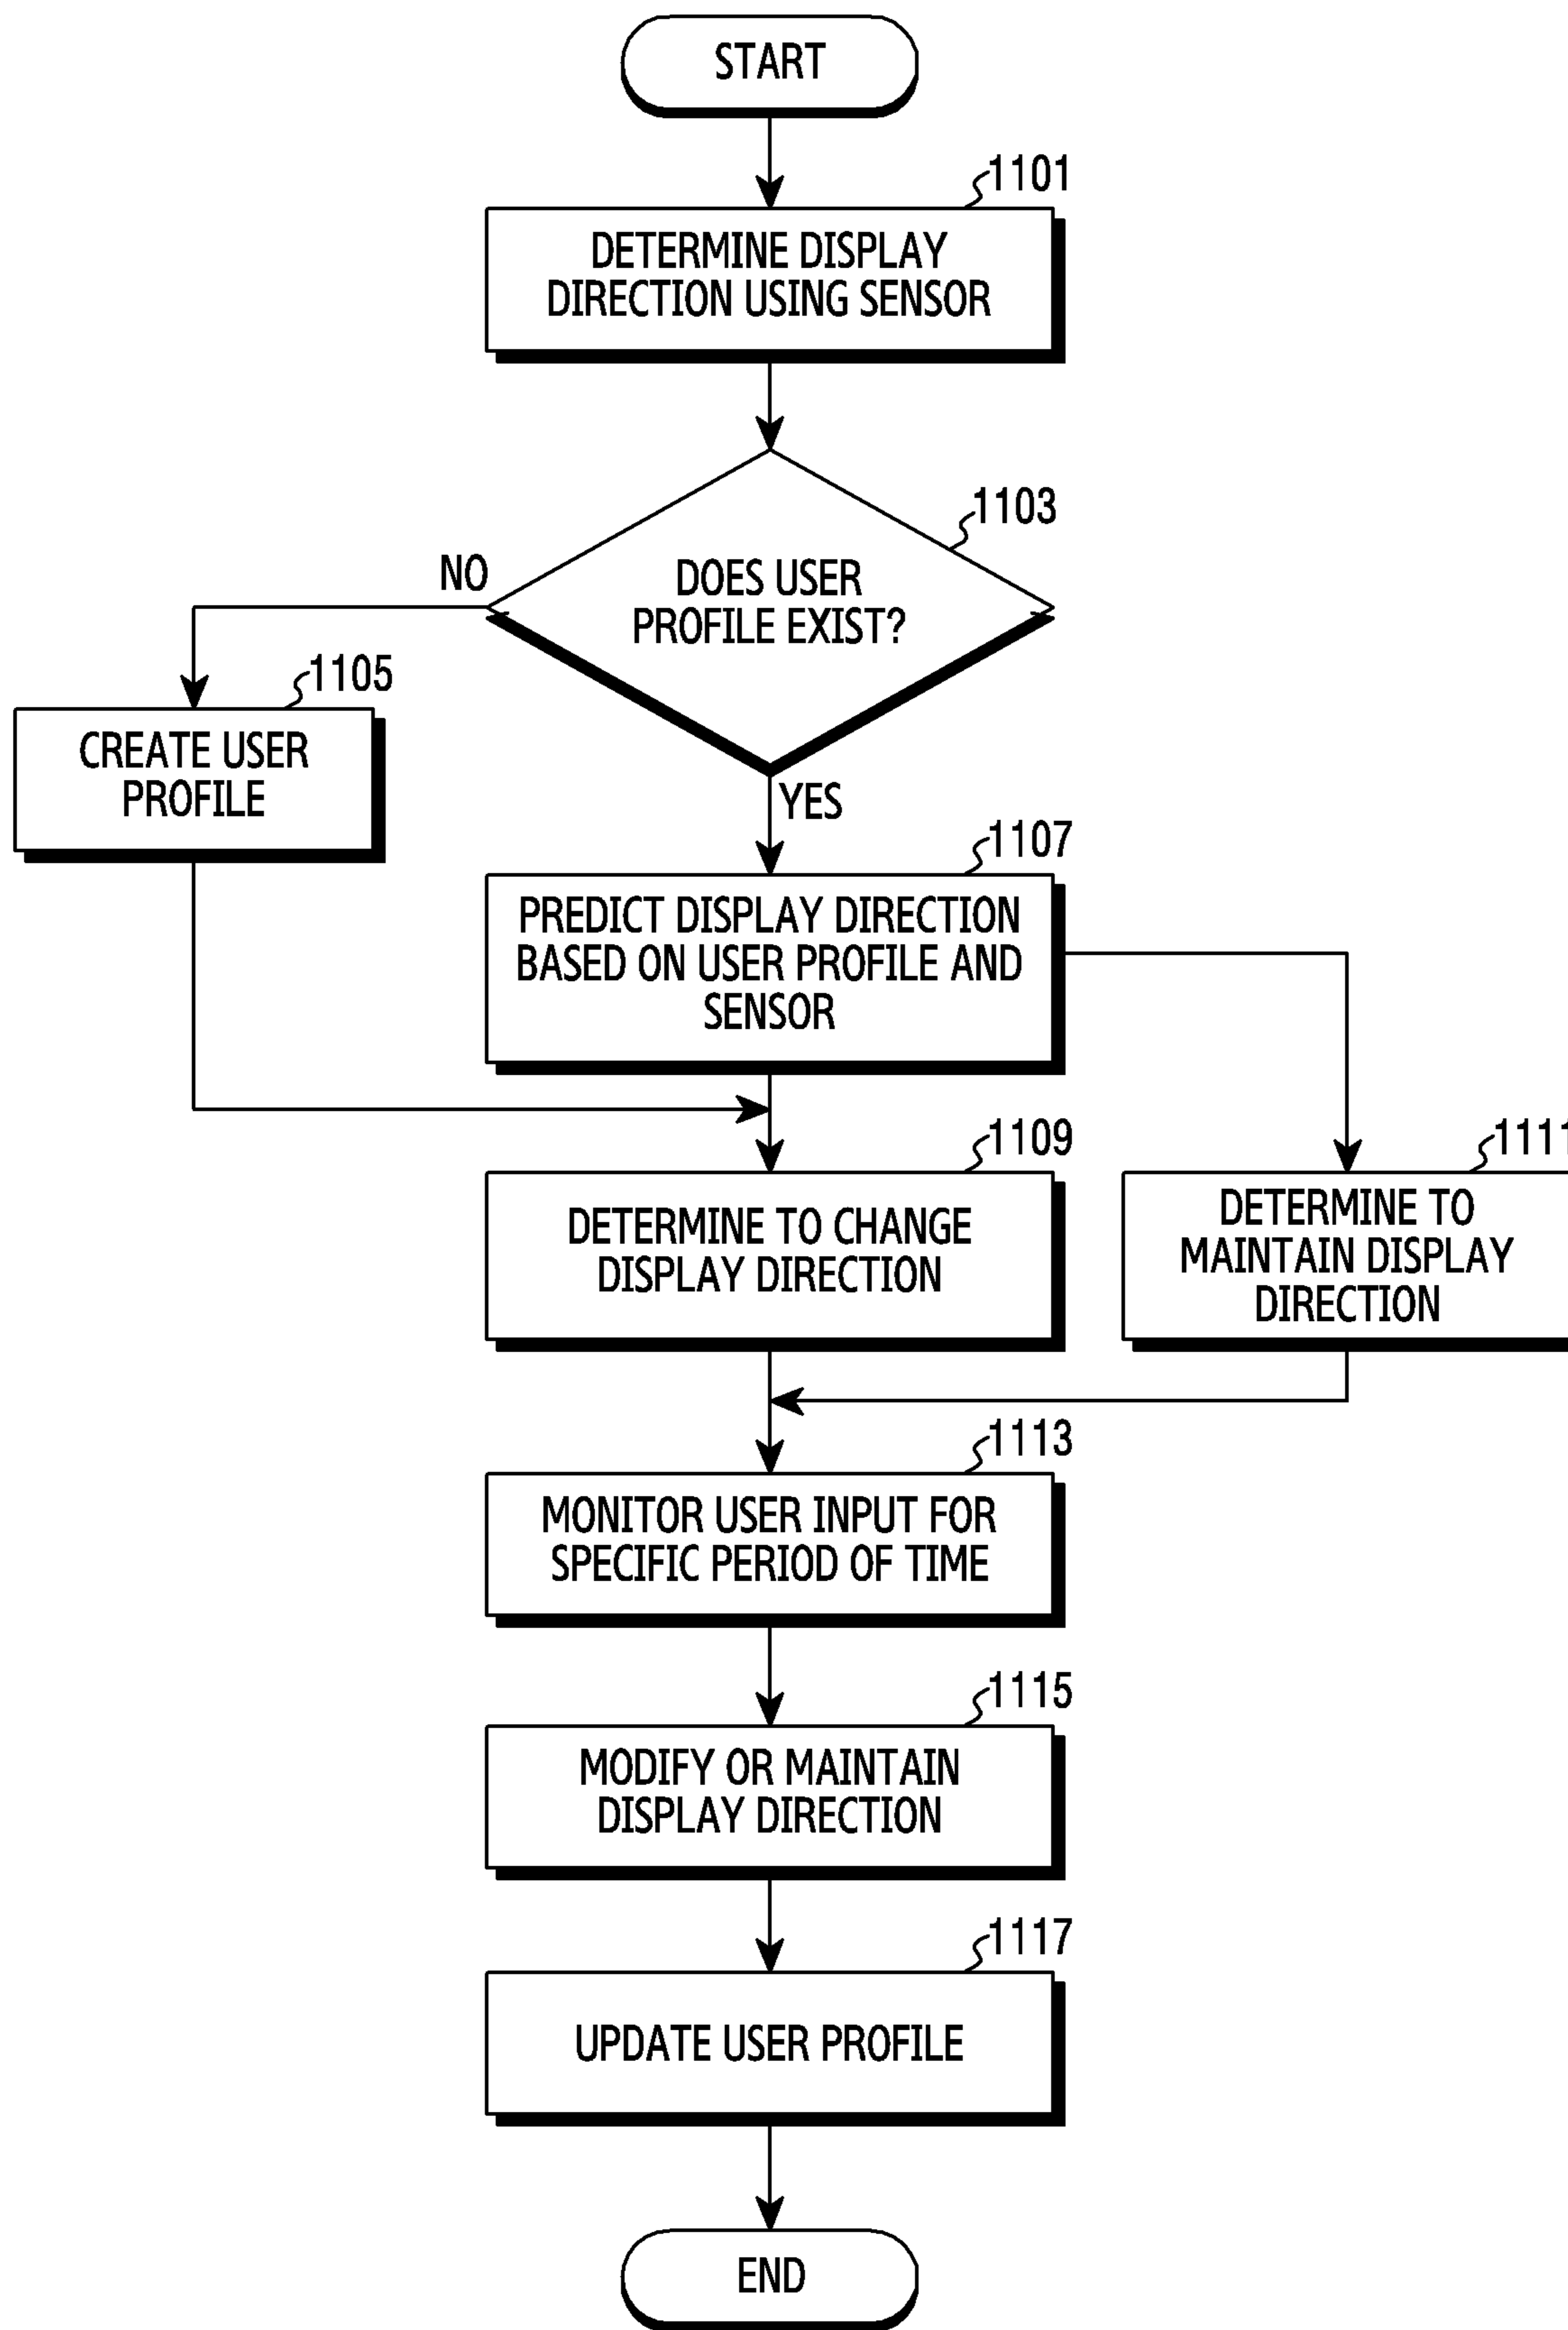 START
1101
DETERMINE DISPLAY
DIRECTION USING SENSOR
1103
NO
DOES USER
PROFILE EXIST?
1105
CREATE USER
PROFILE
YES
1107
PREDICT DISPLAY DIRECTION
BASED ON USER PROFILE AND
SENSOR
1109
DETERMINE TO CHANGE
DISPLAY DIRECTION
1111
DETERMINE TO
MAINTAIN DISPLAY
DIRECTION
1113
MONITOR USER INPUT FOR
SPECIFIC PERIOD OF TIME
1115
MODIFY OR MAINTAIN
DISPLAY DIRECTION
1117
UPDATE USER PROFILE
END